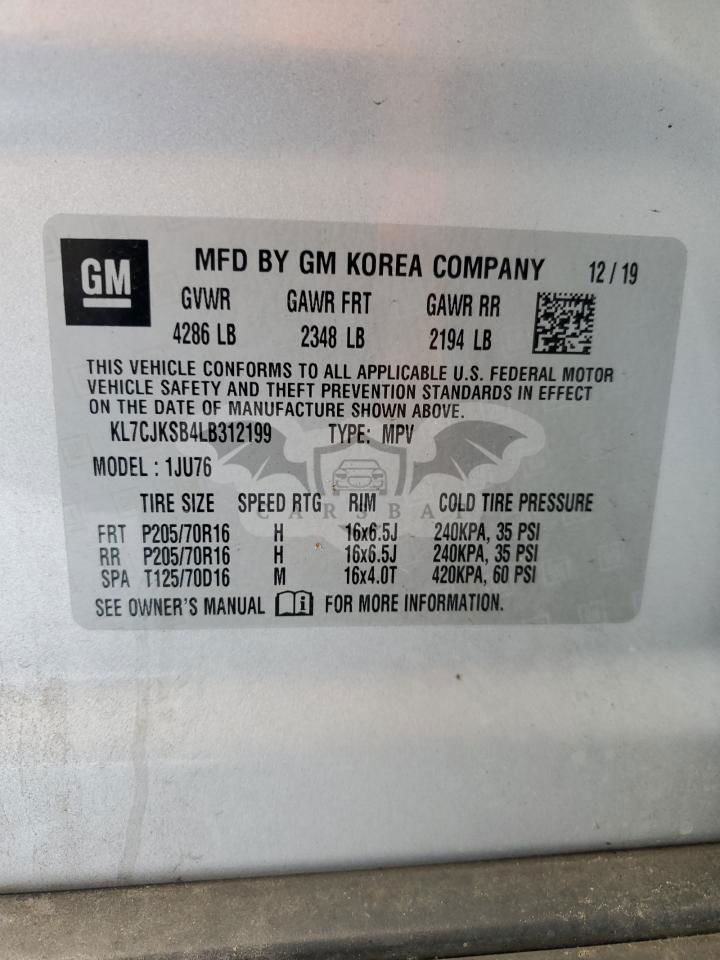 GM MFD BY GM KOREA COMPANY 12/19
GVWR GAWR FRT GAWR RR
4286 LB 2348 LB 2194 LB
THIS VEHICLE CONFORMS TO ALL APPLICABLE U.S. FEDERAL MOTOR
VEHICLE SAFETY AND THEFT PREVENTION STANDARDS IN EFFECT
ON THE DATE OF MANUFACTURE SHOWN ABOVE.
KL7CJKSB4LB312199 TYPE: MPV
MODEL : 1JU76
TIRE SIZE SPEED RTG RIM COLD TIRE PRESSURE
CARSBAT
FRT P205/70R16 H 16x6.5J 240KPA, 35 PSI
RR P205/70R16 H 16x6.5J 240KPA, 35 PSI
SPA T125/70D16 M 16x4.0T 420KPA, 60 PSI
SEE OWNER'S MANUAL i FOR MORE INFORMATION.